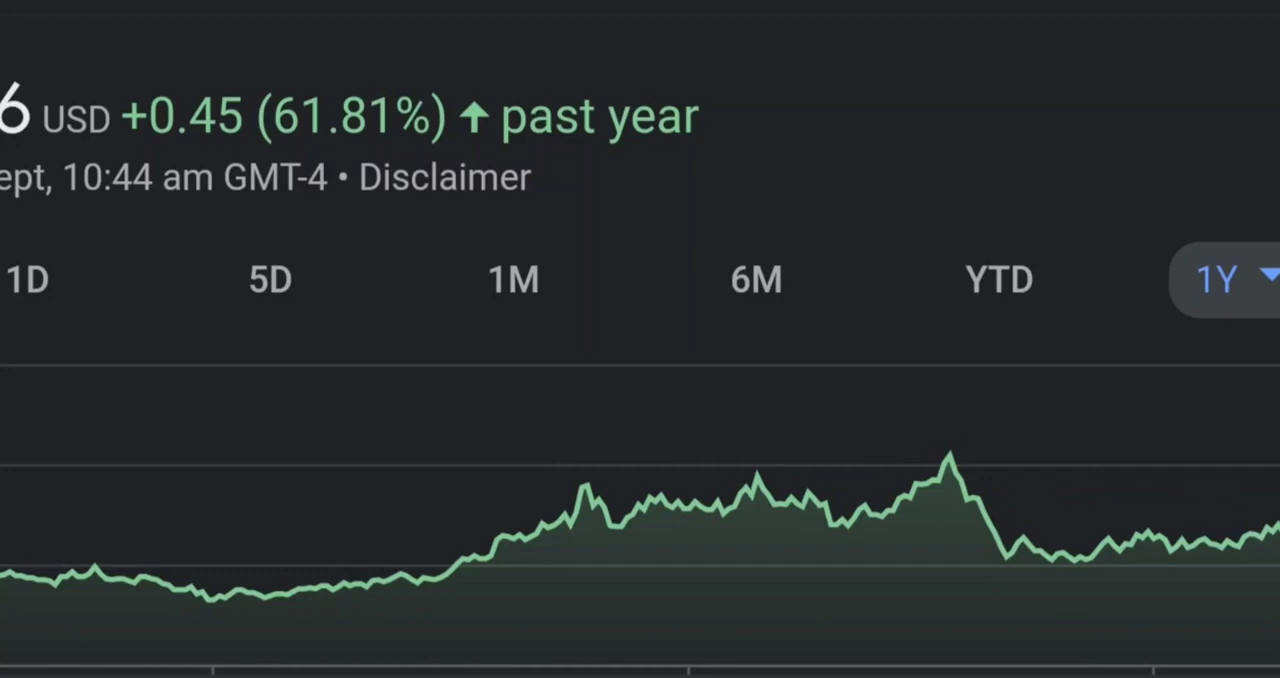 6 USD +0.45 (61.81%) ↑ past year
ept, 10:44 am GMT-4 • Disclaimer
1D 5D 1M 6M YTD 1Y